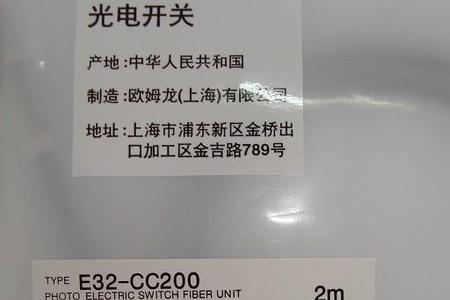 光电开关
产地:中华人民共和国
制造:欧姆龙(上海)有限公司
地址:上海市浦东新区金桥出
口加工区金吉路789号
TYPE E32-CC200
PHOTO ELECTRIC SWITCH FIBER UNIT
2m